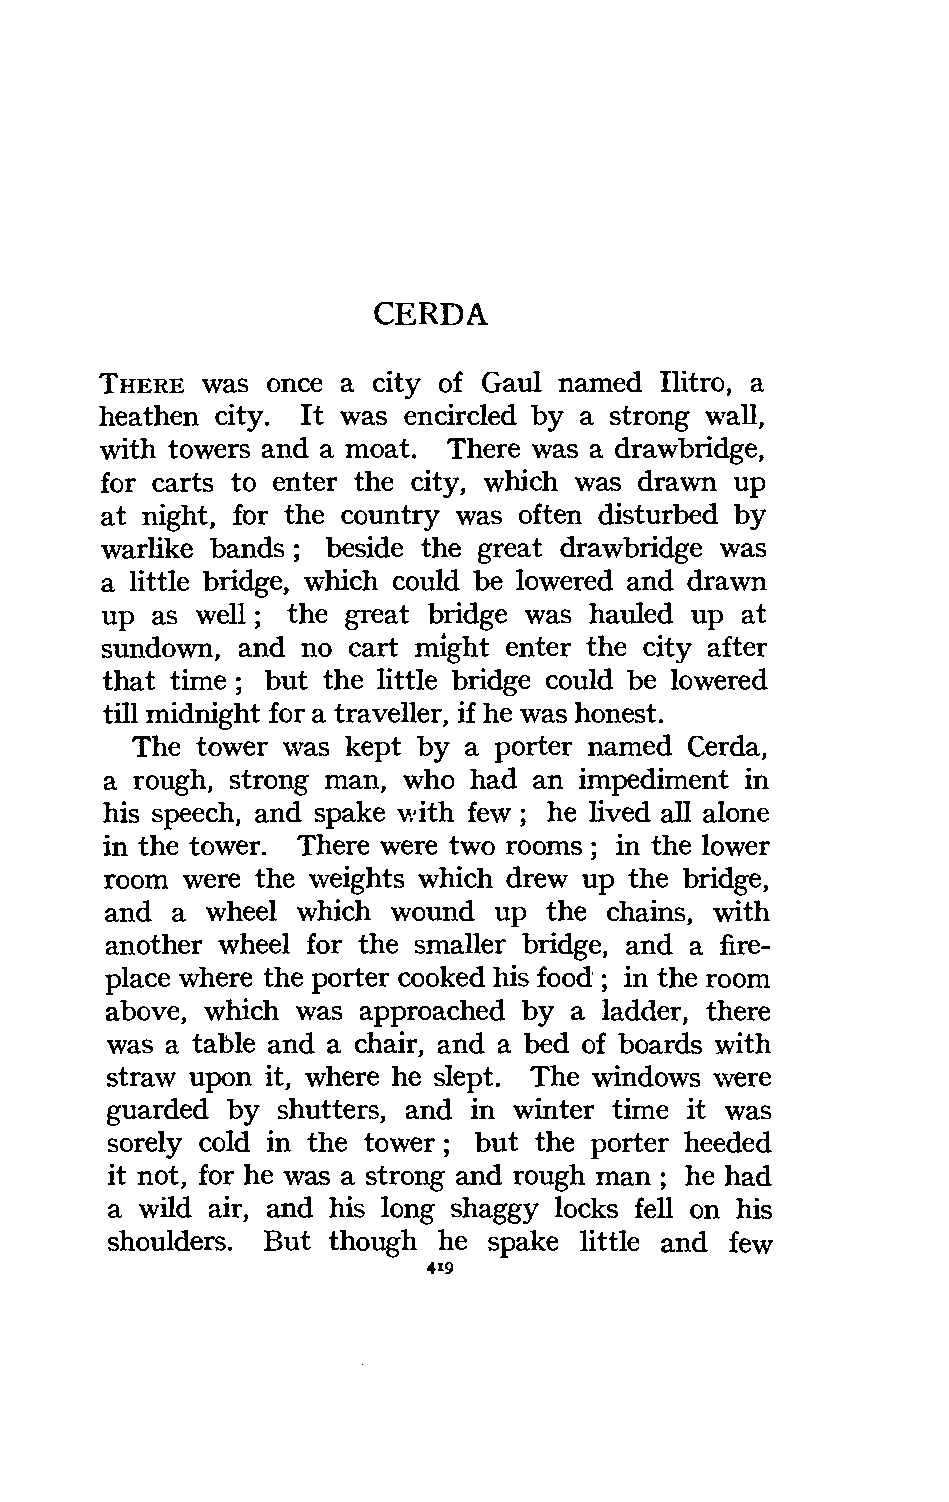 CERDA
THERE was once a city of Gaul named Ilitro, a
heathen city. It was encircled by a strong wall,
with towers and a moat. There was a drawbridge,
for carts to enter the city, which was drawn up
at night, for the country was often disturbed by
warlike bands ; beside the great drawbridge was
a little bridge, which could be lowered and drawn
up as well ; the great bridge was hauled up at
sundown, and no cart might enter the city after
that time ; but the little bridge could be lowered
till midnight for a traveller, if he was honest.
The tower was kept by a porter named Cerda,
a rough, strong man, who had an impediment in
his speech, and spake with few ; he lived all alone
in the tower. There were two rooms ; in the lower
room were the weights which drew up the bridge,
and a wheel which wound up the chains, with
another wheel for the smaller bridge, and a fire-
place where the porter cooked his food ; in the room
above, which was approached by a ladder, there
was a table and a chair, and a bed of boards with
straw upon it, where he slept. The windows were
guarded by shutters, and in winter time it was
sorely cold in the tower ; but the porter heeded
it not, for he was a strong and rough man ; he had
a wild air, and his long shaggy locks fell on his
shoulders. But though he spake little and few
419